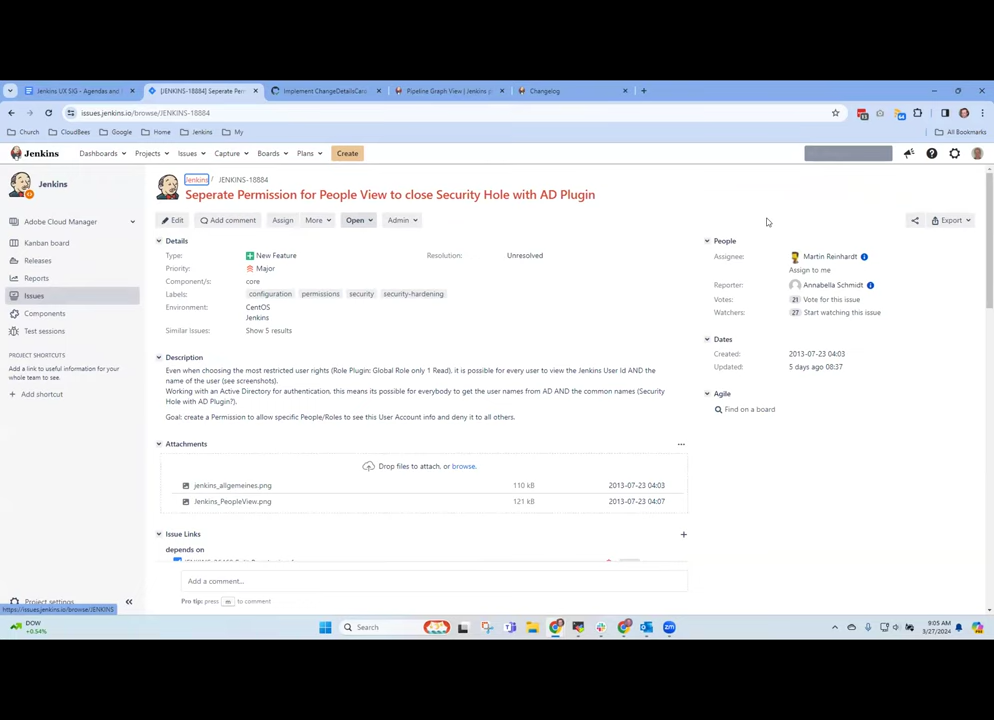 Jenkins UX SIG - Agendas and
[JENKINS-18884] Seperate Perm
Implement ChangeDetailsCard
Pipeline Graph View | Jenkins p
Changelog
issues.jenkins.io/browse/JENKINS-18884
Church
CloudBees
Google
Home
Jenkins
My
All Bookmarks
Jenkins
Dashboards
Projects
Issues
Capture
Boards
Plans
Create
Jenkins
Adobe Cloud Manager
Kanban board
Releases
Reports
Issues
Components
Test sessions
PROJECT SHORTCUTS
Add a link to useful information for your
whole team to see.
Add shortcut
Project settings
https://issues.jenkins.io/browse/JENKINS
Jenkins / JENKINS-18884
Seperate Permission for People View to close Security Hole with AD Plugin
Edit
Add comment
Assign
More
Open
Admin
Export
Details
Type: New Feature
Resolution: Unresolved
Priority: Major
Component/s: core
Labels: configuration permissions security security-hardening
Environment: CentOS
Jenkins
Similar Issues: Show 5 results
Description
Even when choosing the most restricted user rights (Role Plugin: Global Role only 1 Read), it is possible for every user to view the Jenkins User Id AND the
name of the user (see screenshots).
Working with an Active Directory for authentication, this means its possible for everybody to get the user names from AD AND the common names (Security
Hole with AD Plugin?).
Goal: create a Permission to allow specific People/Roles to see this User Account info and deny it to all others.
Attachments
Drop files to attach, or browse.
jenkins_allgemeines.png 110 kB 2013-07-23 04:03
Jenkins_PeopleView.png 121 kB 2013-07-23 04:07
Issue Links
depends on
Add a comment...
Pro tip: press m to comment
People
Assignee: Martin Reinhardt
Assign to me
Reporter: Annabella Schmidt
Votes: 21 Vote for this issue
Watchers: 27 Start watching this issue
Dates
Created: 2013-07-23 04:03
Updated: 5 days ago 08:37
Agile
Find on a board
DOW
+0.54%
Search
9:05 AM
3/27/2024